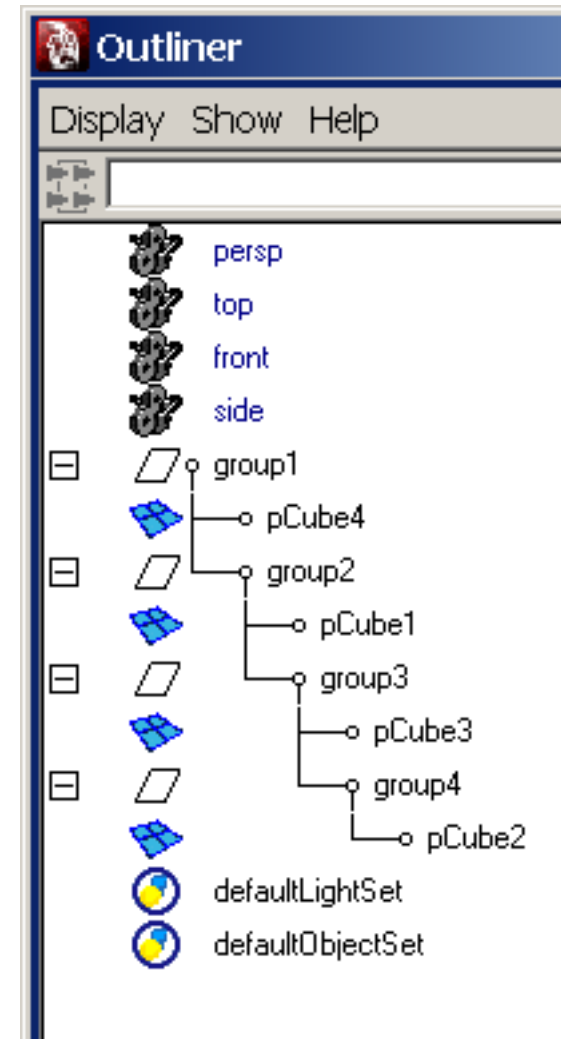 Outliner
Display Show Help
persp
top
front
side
group1
pCube4
group2
pCube1
group3
pCube3
group4
pCube2
defaultLightSet
defaultObjectSet